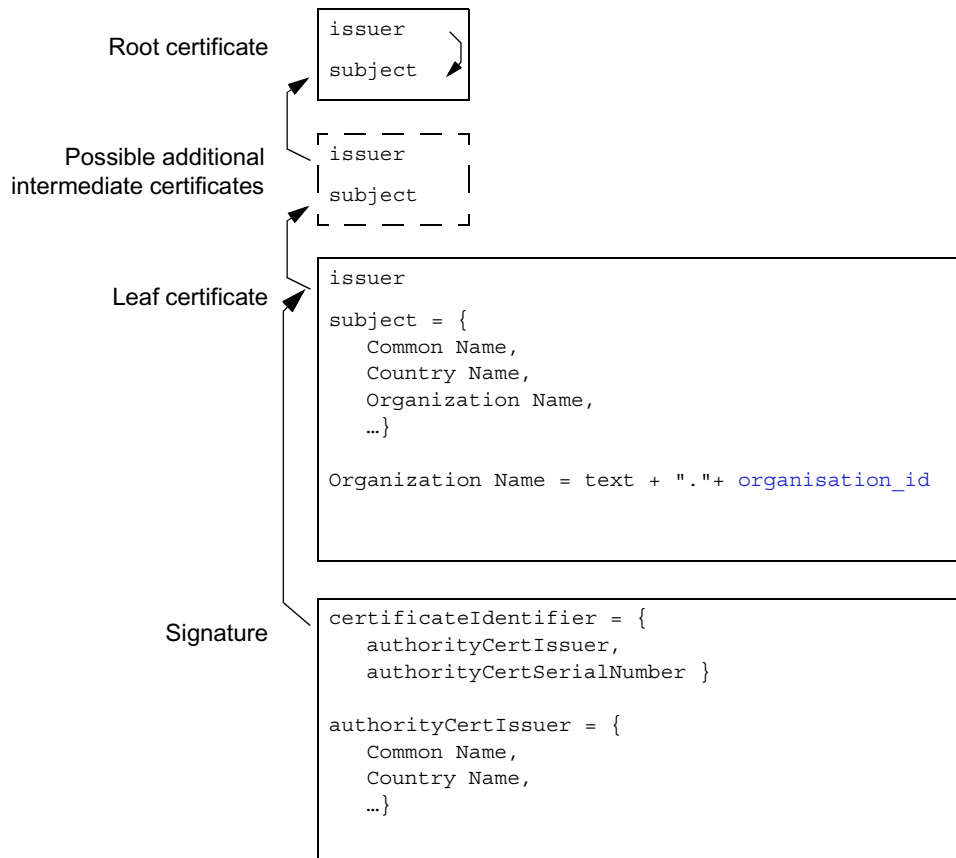 Root certificate
issuer
subject
Possible additional
intermediate certificates
issuer
subject
Leaf certificate
issuer
subject = {
Common Name,
Country Name,
Organization Name,
…}
Organization Name = text + "."+ organisation_id
Signature
certificateIdentifier = {
authorityCertIssuer,
authorityCertSerialNumber }
authorityCertIssuer = {
Common Name,
Country Name,
…}